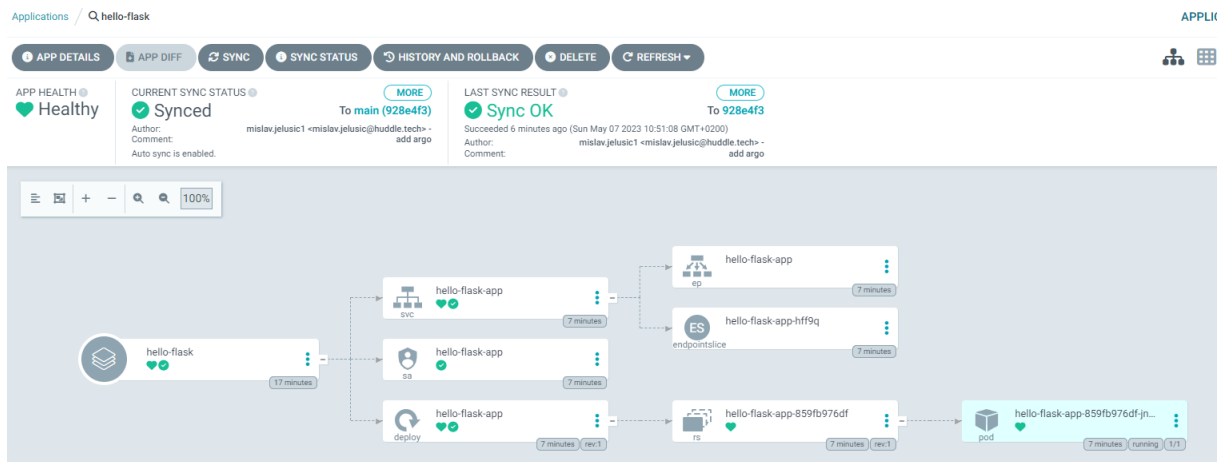 Applications / hello-flask
APPLIC
APP DETAILS
APP DIFF
SYNC
SYNC STATUS
HISTORY AND ROLLBACK
DELETE
REFRESH
APP HEALTH
Healthy
CURRENT SYNC STATUS
MORE
Synced
To main (928e4f3)
Author: mislav.jelusic1 <mislav.jelusic@huddle.tech> -
Comment: add argo
Auto sync is enabled.
LAST SYNC RESULT
MORE
Sync OK
To 928e4f3
Succeeded 6 minutes ago (Sun May 07 2023 10:51:08 GMT+0200)
Author: mislav.jelusic1 <mislav.jelusic@huddle.tech> -
Comment: add argo
100%
hello-flask
17 minutes
hello-flask-app
svc
7 minutes
hello-flask-app
sa
7 minutes
hello-flask-app
deploy
7 minutes rev:1
hello-flask-app
ep
7 minutes
ES
hello-flask-app-hff9q
endpointslice
7 minutes
hello-flask-app-859fb976df
rs
7 minutes rev:1
hello-flask-app-859fb976df-jn...
pod
7 minutes running 1/1